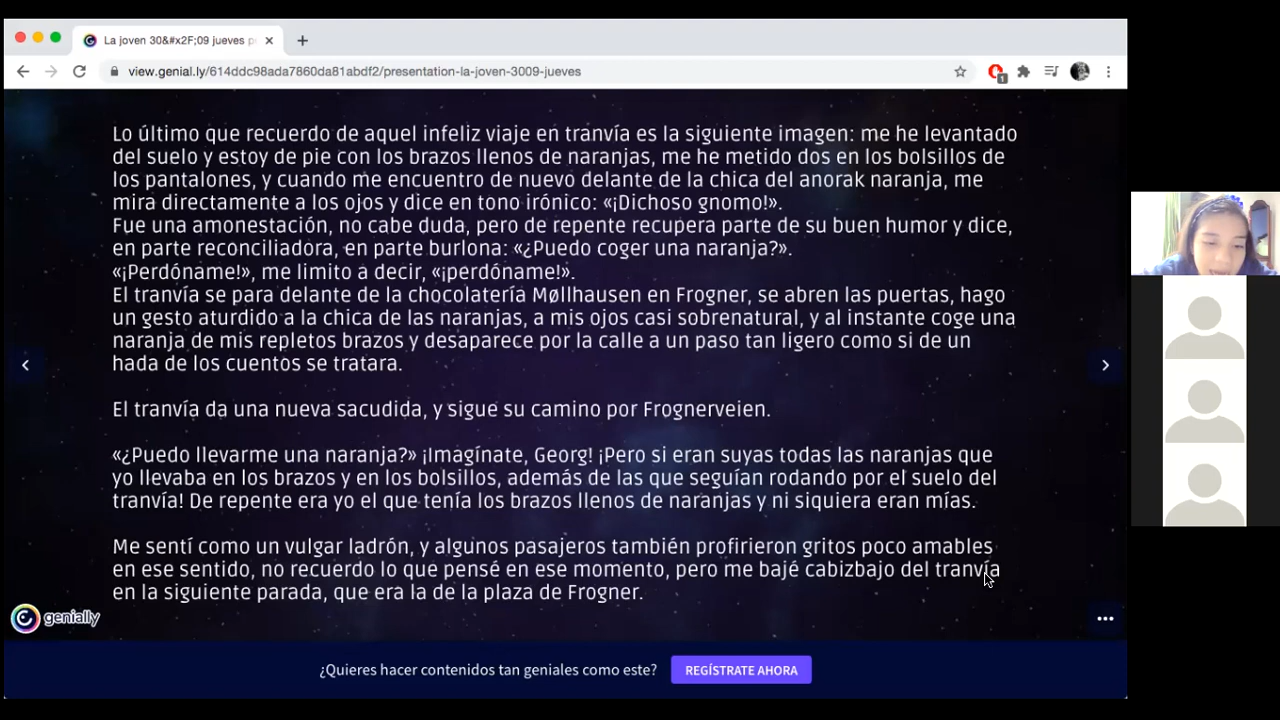 La joven 30&#x2F;09 jueves p
view.genial.ly/614ddc98ada7860da81abdf2/presentation-la-joven-3009-jueves
1
Lo último que recuerdo de aquel infeliz viaje en tranvía es la siguiente imagen: me he levantado
del suelo y estoy de pie con los brazos llenos de naranjas, me he metido dos en los bolsillos de
los pantalones, y cuando me encuentro de nuevo delante de la chica del anorak naranja, me
mira directamente a los ojos y dice en tono irónico: «¡Dichoso gnomo!».
Fue una amonestación, no cabe duda, pero de repente recupera parte de su buen humor y dice,
en parte reconciliadora, en parte burlona: «¿Puedo coger una naranja?».
«¡Perdóname!», me limito a decir, «¡perdóname!».
El tranvía se para delante de la chocolatería Møllhausen en Frogner, se abren las puertas, hago
un gesto aturdido a la chica de las naranjas, a mis ojos casi sobrenatural, y al instante coge una
naranja de mis repletos brazos y desaparece por la calle a un paso tan ligero como si de un
hada de los cuentos se tratara.
El tranvía da una nueva sacudida, y sigue su camino por Frognerveien.
«¿Puedo llevarme una naranja?» ¡Imagínate, Georg! ¡Pero si eran suyas todas las naranjas que
yo llevaba en los brazos y en los bolsillos, además de las que seguían rodando por el suelo del
tranvía! De repente era yo el que tenía los brazos llenos de naranjas y ni siquiera eran mías.
Me sentí como un vulgar ladrón, y algunos pasajeros también profirieron gritos poco amables
en ese sentido, no recuerdo lo que pensé en ese momento, pero me bajé cabizbajo del tranvía
en la siguiente parada, que era la de la plaza de Frogner.
genially
¿Quieres hacer contenidos tan geniales como este?
REGÍSTRATE AHORA